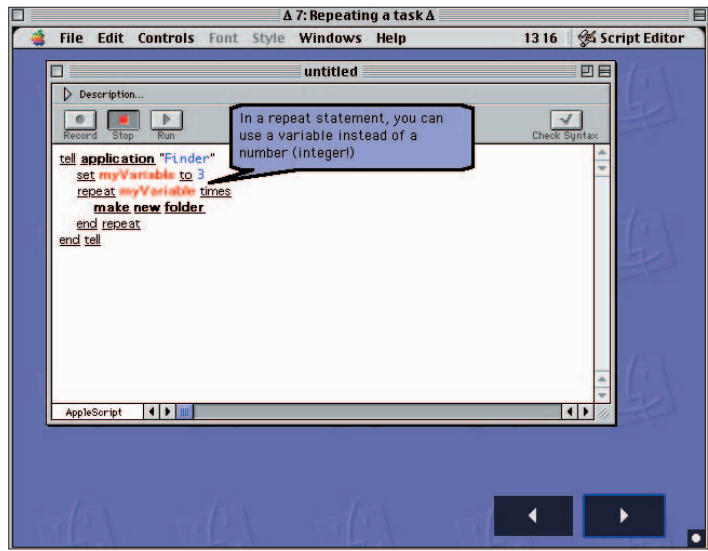 Δ 7: Repeating a task Δ
File Edit Controls Font Style Windows Help 13 16 Script Editor
untitled
Description...
Record Stop Run Check Syntax
In a repeat statement, you can
use a variable instead of a
number (integer!)
tell application "Finder"
set myVariable to 3
repeat myVariable times
make new folder
end repeat
end tell
AppleScript